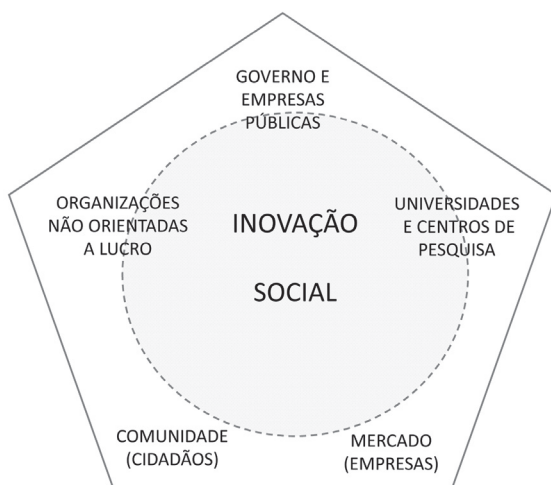 GOVERNO E
EMPRESAS
PÚBLICAS
ORGANIZAÇÕES
NÃO ORIENTADAS
A LUCRO
INOVAÇÃO
SOCIAL
UNIVERSIDADES
E CENTROS DE
PESQUISA
COMUNIDADE
(CIDADÃOS)
MERCADO
(EMPRESAS)